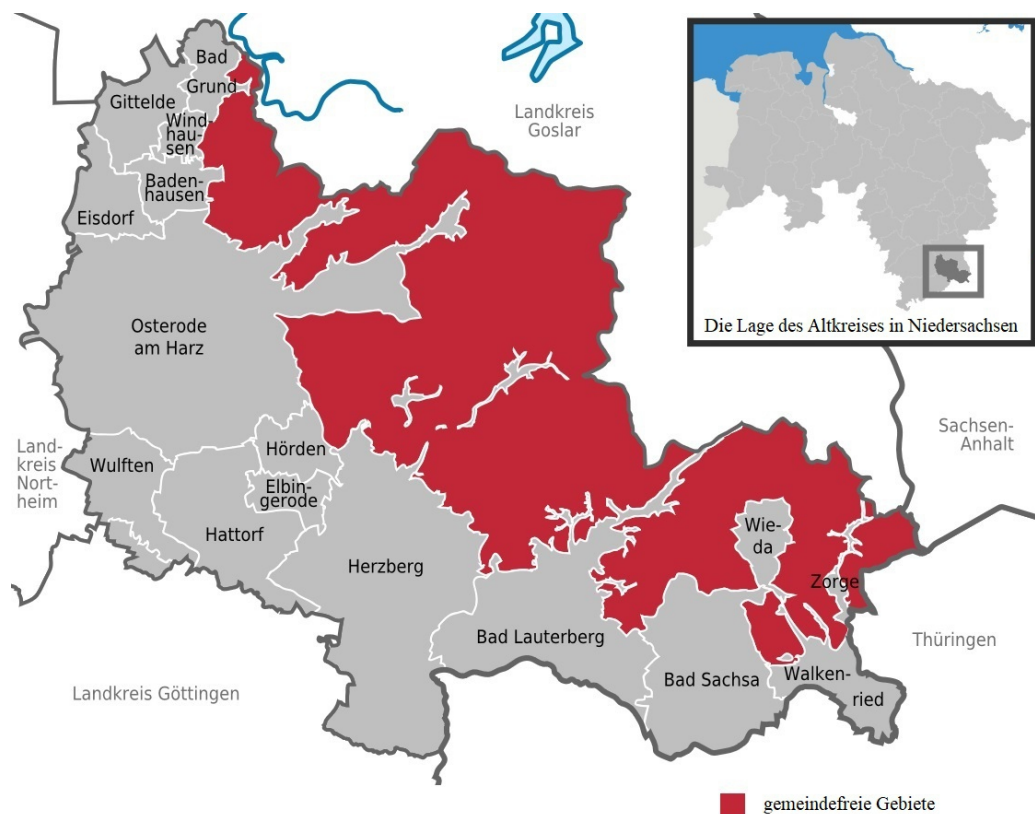 Bad
Grund
Gittelde
Wind-
hau-
sen
Baden-
hausen
Eisdorf
Landkreis
Goslar
Die Lage des Altkreises in Niedersachsen
Osterode
am Harz
Sachsen-
Anhalt
Land-
kreis
Nort-
heim
Wulften
Hörden
Elbin-
gerode
Hattorf
Herzberg
Wie-
da
Zorge
Bad Lauterberg
Thüringen
Landkreis Göttingen
Bad Sachsa
Walken-
ried
gemeindefreie Gebiete